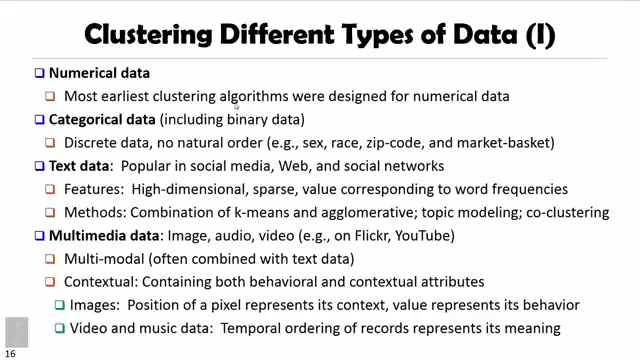 Clustering Different Types of Data (I)
Numerical data
Most earliest clustering algorithms were designed for numerical data
Categorical data (including binary data)
Discrete data, no natural order (e.g., sex, race, zip-code, and market-basket)
Text data: Popular in social media, Web, and social networks
Features: High-dimensional, sparse, value corresponding to word frequencies
Methods: Combination of k-means and agglomerative; topic modeling; co-clustering
Multimedia data: Image, audio, video (e.g., on Flickr, YouTube)
Multi-modal (often combined with text data)
Contextual: Containing both behavioral and contextual attributes
Images: Position of a pixel represents its context, value represents its behavior
Video and music data: Temporal ordering of records represents its meaning
16